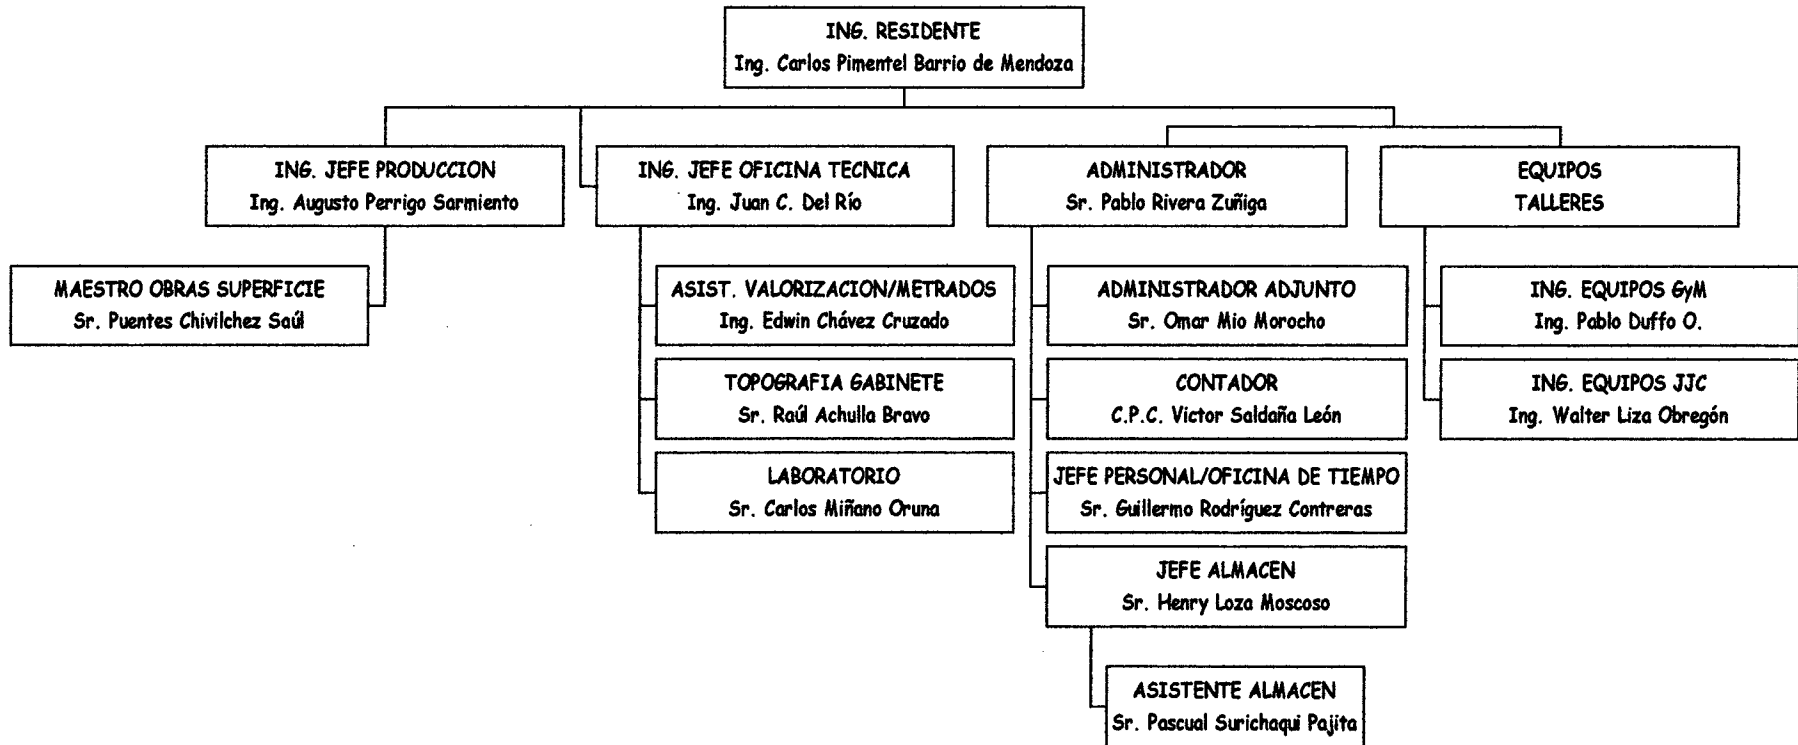 ING. RESIDENTE
Ing. Carlos Pimentel Barrio de Mendoza
ING. JEFE PRODUCCION
Ing. Augusto Perrigo Sarmiento
ING. JEFE OFICINA TECNICA
Ing. Juan C. Del Río
ADMINISTRADOR
Sr. Pablo Rivera Zuñiga
EQUIPOS
TALLERES
MAESTRO OBRAS SUPERFICIE
Sr. Puentes Chivilchez Saúl
ASIST. VALORIZACION/METRADOS
Ing. Edwin Chávez Cruzado
ADMINISTRADOR ADJUNTO
Sr. Omar Mio Morocho
ING. EQUIPOS GyM
Ing. Pablo Duffo O.
TOPOGRAFIA GABINETE
Sr. Raúl Achulla Bravo
CONTADOR
C.P.C. Victor Saldaña León
ING. EQUIPOS JJC
Ing. Walter Liza Obregón
LABORATORIO
Sr. Carlos Miñano Oruna
JEFE PERSONAL/OFICINA DE TIEMPO
Sr. Guillermo Rodríguez Contreras
JEFE ALMACEN
Sr. Henry Loza Moscoso
ASISTENTE ALMACEN
Sr. Pascual Surichaqui Pajita